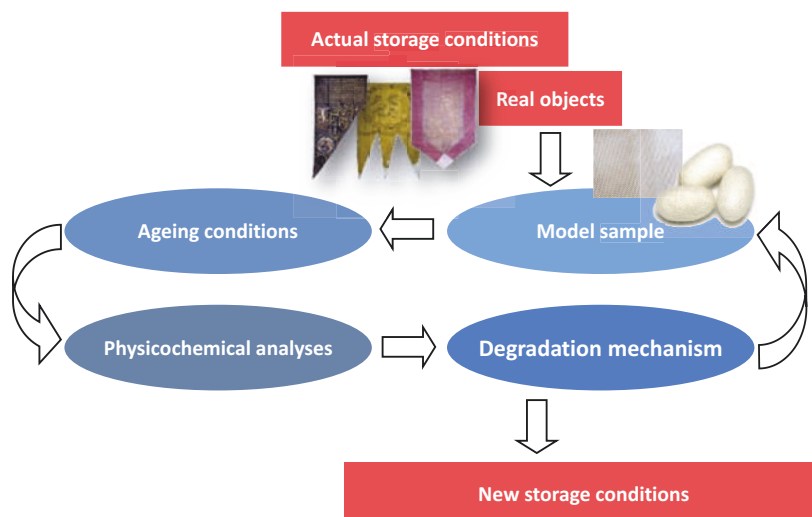 Actual storage conditions
Real objects
Ageing conditions
Model sample
Physicochemical analyses
Degradation mechanism
New storage conditions